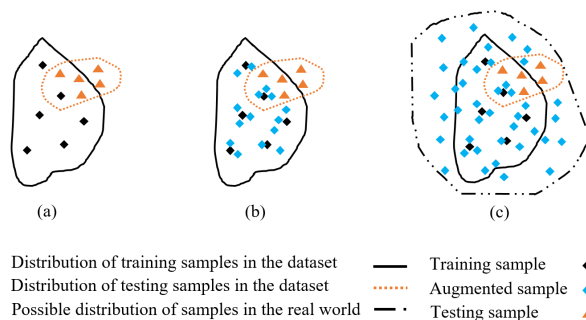 (a) (b) (c)
Distribution of training samples in the dataset Training sample
Distribution of testing samples in the dataset Augmented sample
Possible distribution of samples in the real world Testing sample